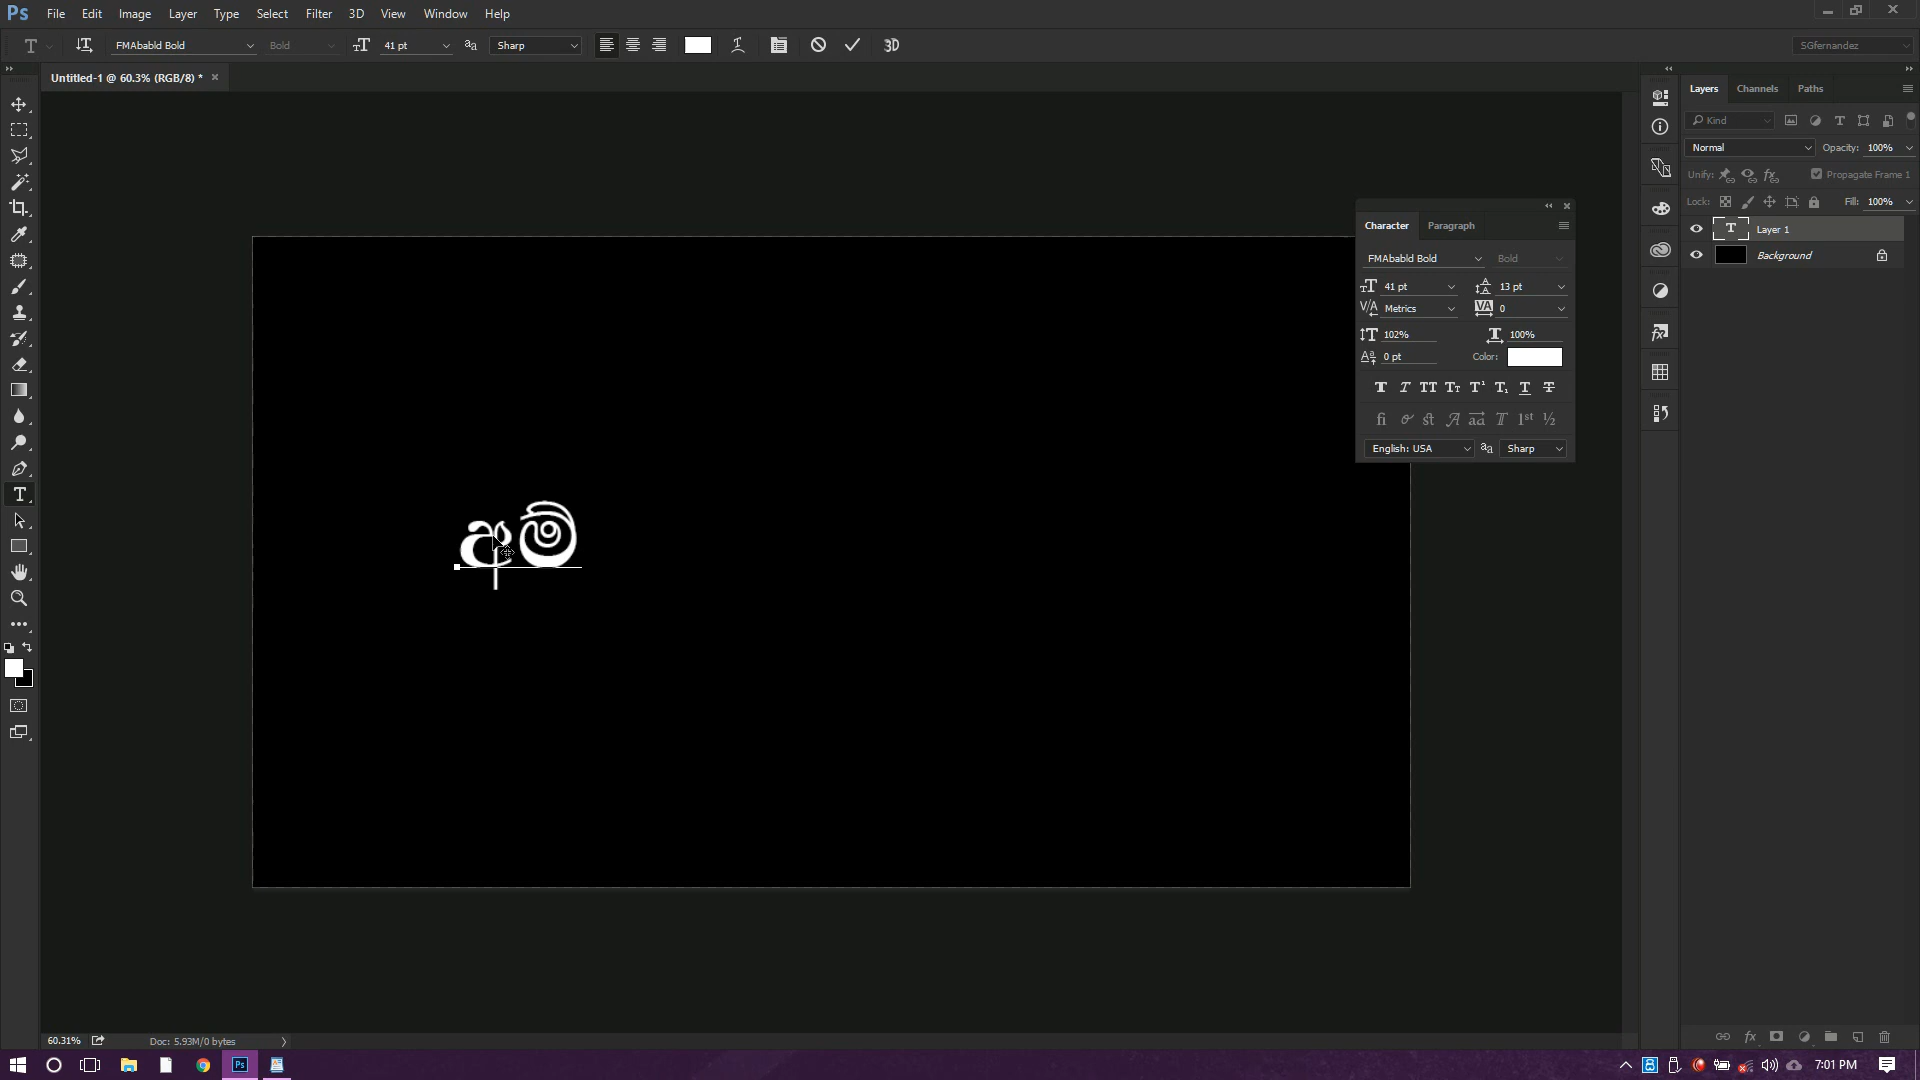 Ps File Edit Image Layer Type Select Filter 3D View Window Help
FMAbabld Bold Bold 41 pt Sharp 3D SGfernandez
Untitled-1 @ 60.3% (RGB/8) *
Layers Channels Paths
Kind
Normal Opacity: 100%
Unify: Propagate Frame 1
Lock: Fill: 100%
Layer 1
Background
Character Paragraph
FMAbabld Bold Bold
41 pt 13 pt
Metrics 0
102% 100%
0 pt Color:
English: USA Sharp
60.31% Doc: 5.93M/0 bytes
7:01 PM